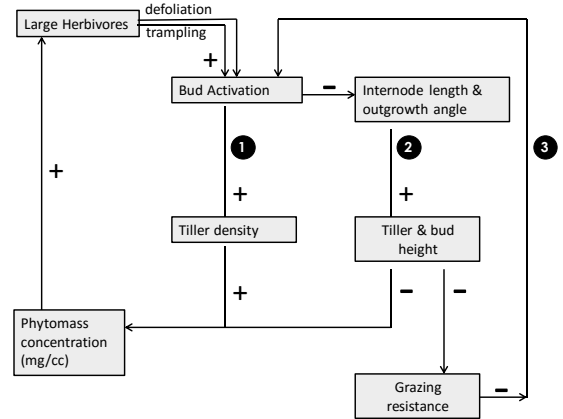 defoliation
Large Herbivores
trampling
+
Bud Activation
–
Internode length &
outgrowth angle
1
2
3
+
+
+
Tiller density
Tiller & bud
height
+
–
–
Phytomass
concentration
(mg/cc)
Grazing
resistance
–